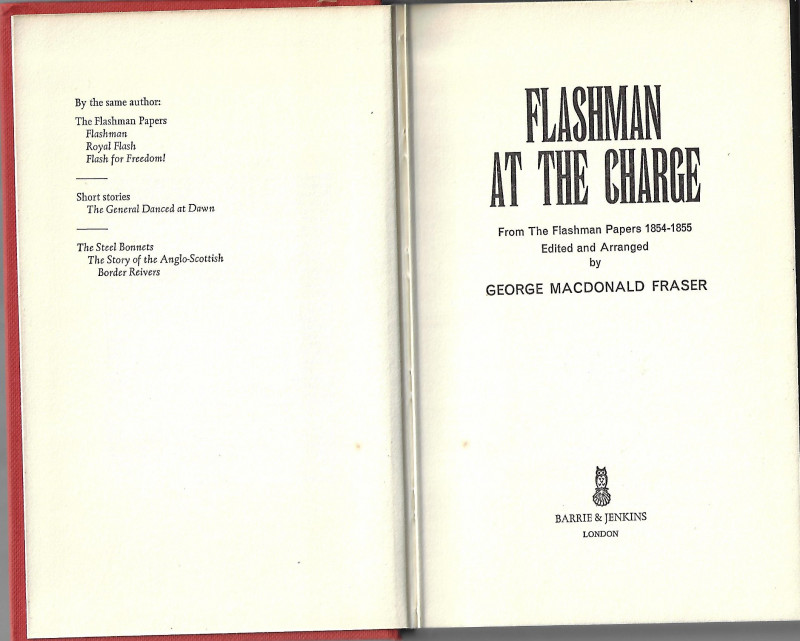 By the same author:
The Flashman Papers
Flashman
Royal Flash
Flash for Freedom!
Short stories
The General Danced at Dawn
The Steel Bonnets
The Story of the Anglo-Scottish
Border Reivers
FLASHMAN
AT THE CHARGE
From The Flashman Papers 1854-1855
Edited and Arranged
by
GEORGE MACDONALD FRASER
BARRIE & JENKINS
LONDON